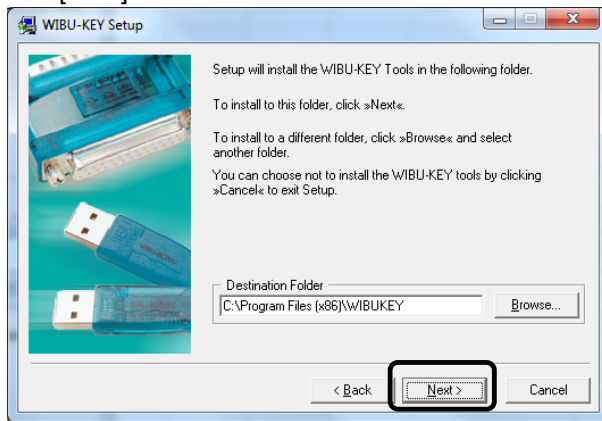 WIBU-KEY Setup
Setup will install the WIBU-KEY Tools in the following folder.
To install to this folder, click »Next«.
To install to a different folder, click »Browse« and select
another folder.
You can choose not to install the WIBU-KEY tools by clicking
»Cancel« to exit Setup.
Destination Folder
C:\Program Files (x86)\WIBUKEY
Browse...
< Back
Next >
Cancel